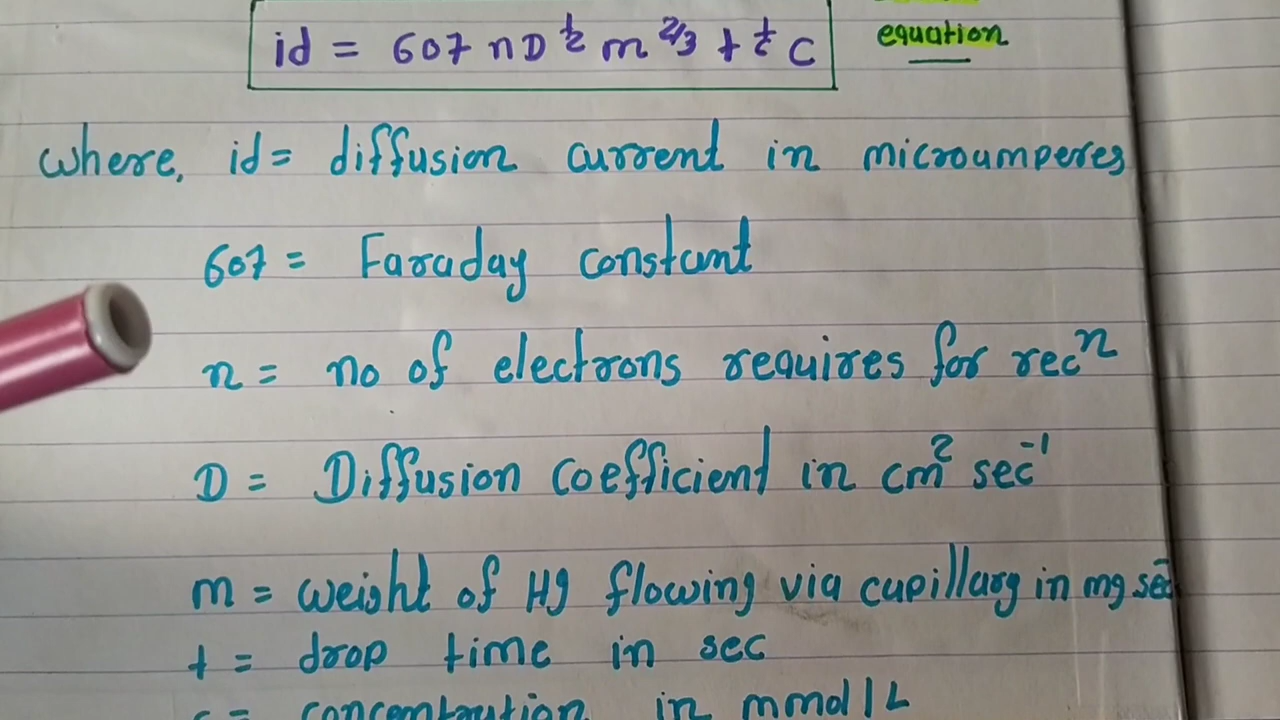 id = 607 n D^1/2 m^2/3 t^1/2 C
equation
where, id = diffusion current in microamperes
607 = Faraday constant
n = no of electrons requires for rec^n
D = Diffusion coefficient in cm^2 sec^-1
m = weight of Hg flowing via capillary in mg sec^-
t = drop time in sec
c = concentration in mmol/L